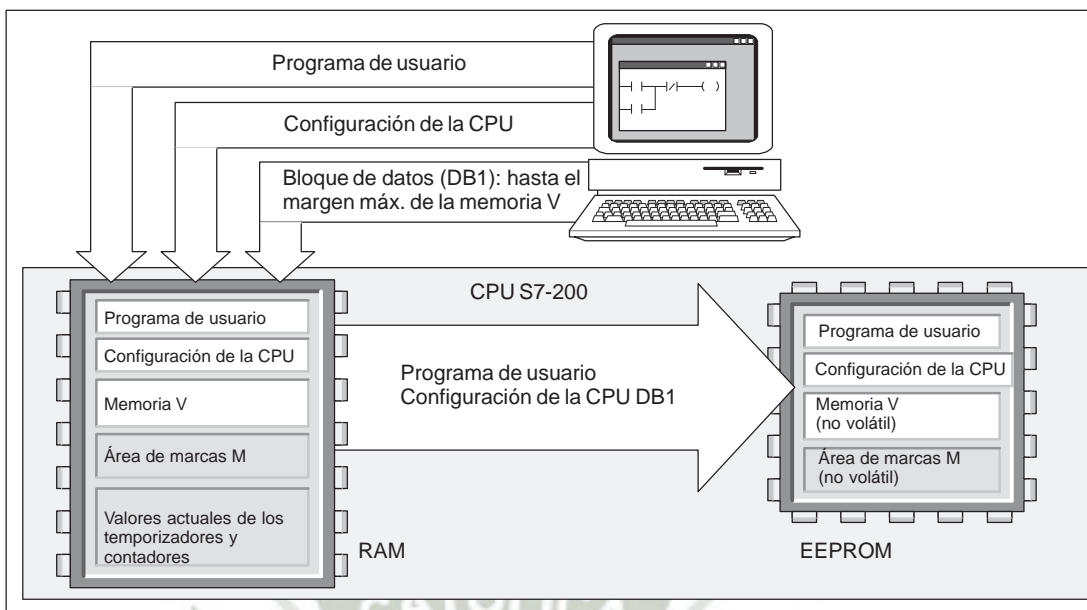 Programa de usuario
Configuración de la CPU
Bloque de datos (DB1): hasta el
margen máx. de la memoria V
CPU S7-200
Programa de usuario
Configuración de la CPU
Memoria V
Área de marcas M
Valores actuales de los
temporizadores y
contadores
RAM
Programa de usuario
Configuración de la CPU DB1
Programa de usuario
Configuración de la CPU
Memoria V
(no volátil)
Área de marcas M
(no volátil)
EEPROM